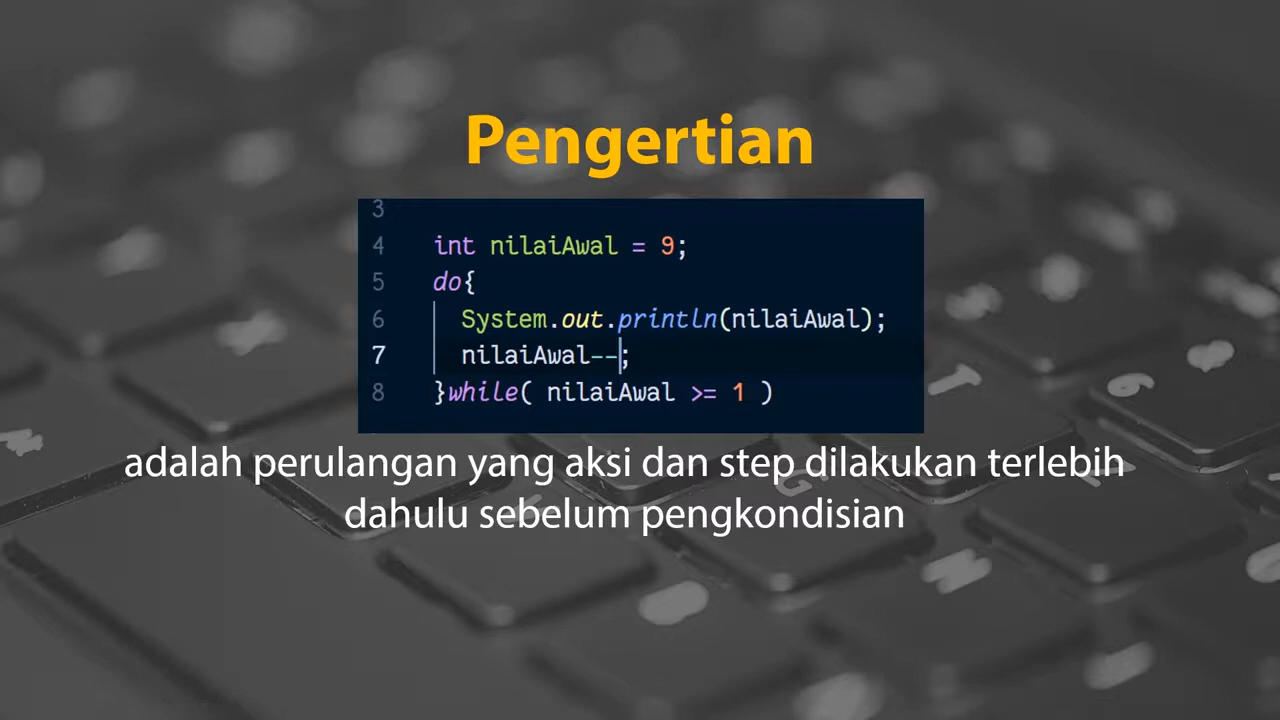 Pengertian
3
4 int nilaiAwal = 9;
5 do{
6 System.out.println(nilaiAwal);
7 nilaiAwal--;
8 }while( nilaiAwal >= 1 )
adalah perulangan yang aksi dan step dilakukan terlebih
dahulu sebelum pengkondisian